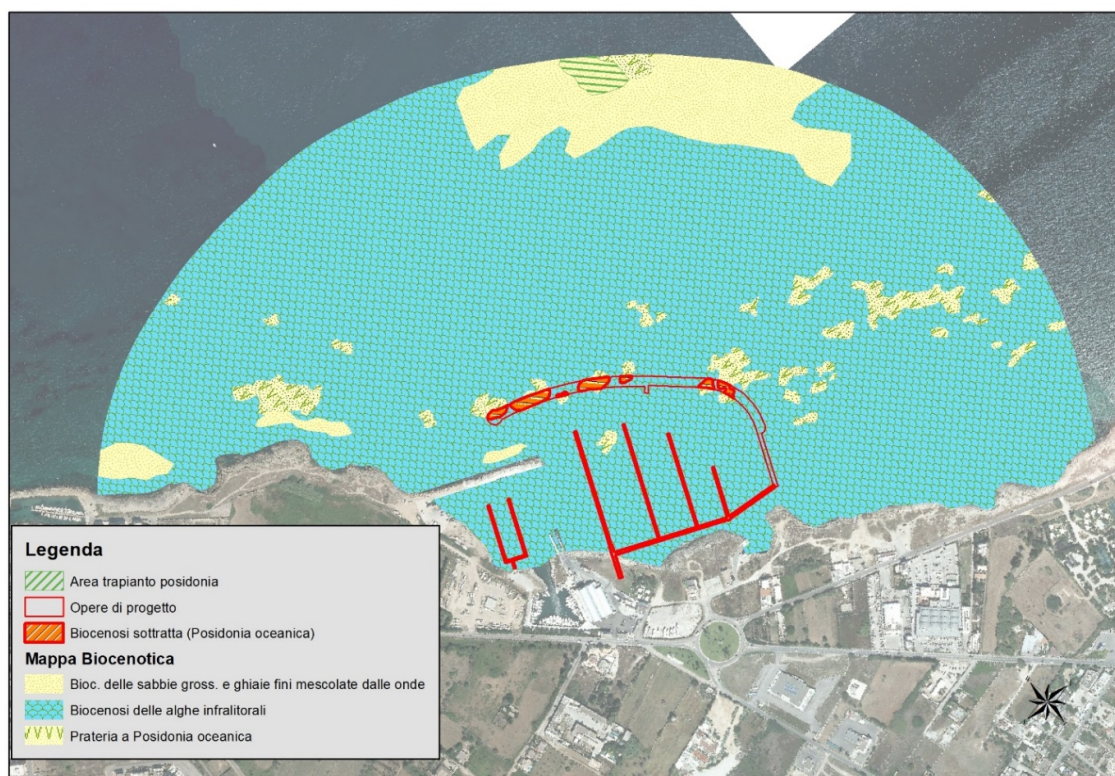 Legenda
Area trapianto posidonia
Opere di progetto
Biocenosi sottratta (Posidonia oceanica)
Mappa Biocenotica
Bioc. delle sabbie gross. e ghiaie fini mescolate dalle onde
Biocenosi delle alghe infralitorali
Prateria a Posidonia oceanica